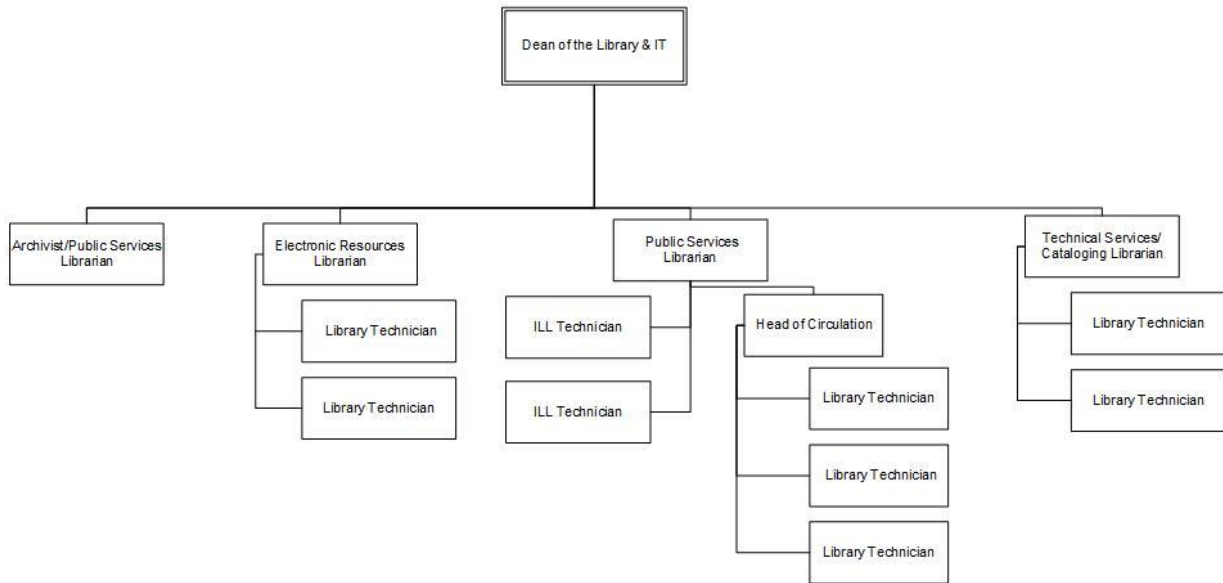 Dean of the Library & IT
Archivist/Public Services
Librarian
Electronic Resources
Librarian
Library Technician
Library Technician
Public Services
Librarian
ILL Technician
ILL Technician
Head of Circulation
Library Technician
Library Technician
Library Technician
Technical Services/
Cataloging Librarian
Library Technician
Library Technician